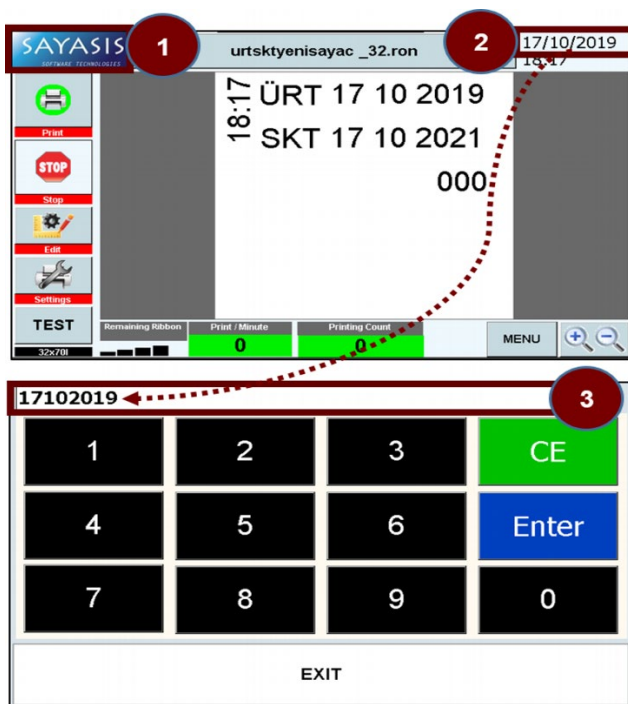 SAYASIS
SOFTWARE TECHNOLOGIES
1
urtsktyenisayac _32.ron
2
17/10/2019
18:17
18:17
ÜRT 17 10 2019
SKT 17 10 2021
000
Print
STOP
Stop
Edit
Settings
TEST
32x70I
Remaining Ribbon
Print / Minute
0
Printing Count
0
MENU
17102019
3
1 2 3 CE
4 5 6 Enter
7 8 9 0
EXIT